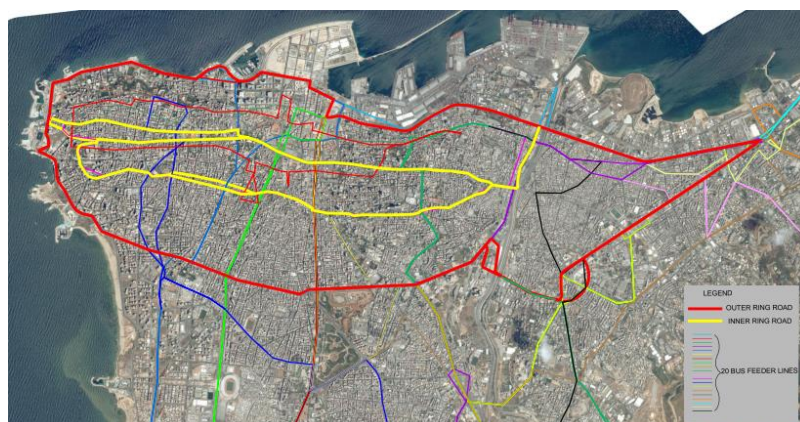 LEGEND
OUTER RING ROAD
INNER RING ROAD
20 BUS FEEDER LINES